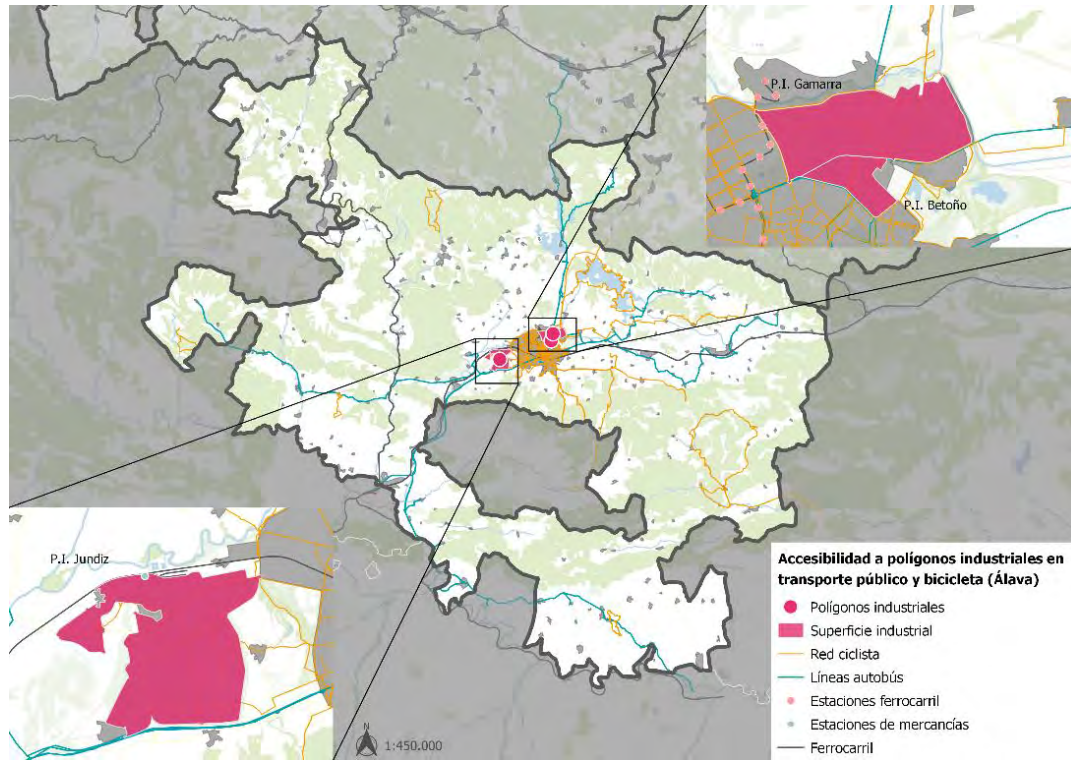 P.I. Gamarra
P.I. Betoño
P.I. Jundiz
Accesibilidad a polígonos industriales en
transporte público y bicicleta (Álava)
Polígonos industriales
Superficie industrial
Red ciclista
Líneas autobús
Estaciones ferrocarril
Estaciones de mercancías
Ferrocarril
N
1:450.000